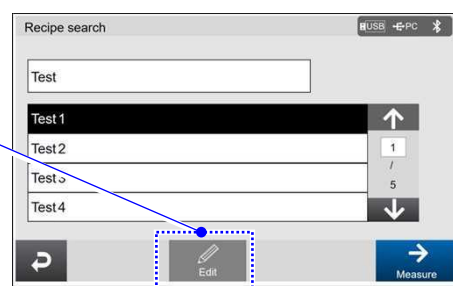 Recipe search USB PC
Test
Test 1
Test 2
Test 3
Test 4
1
/
5
Edit
Measure